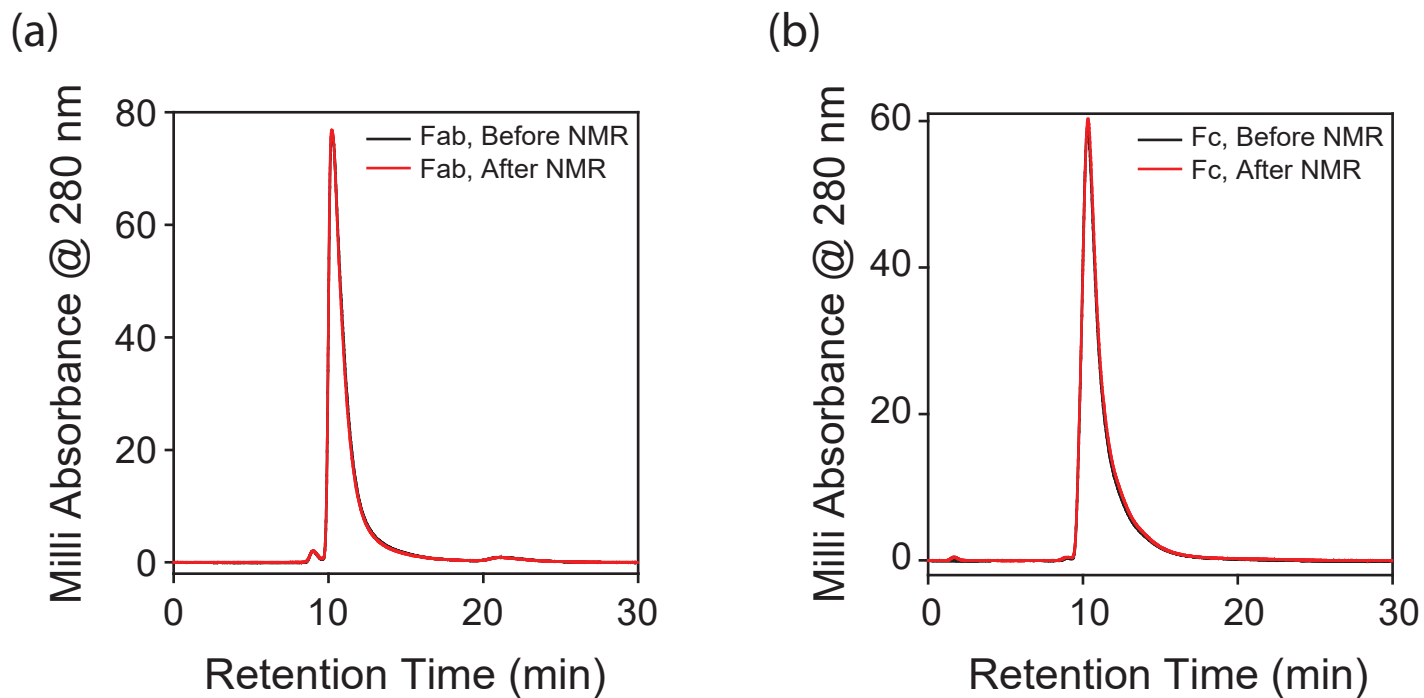 (a)
Milli Absorbance @ 280 nm
80
60
40
20
0
Fab, Before NMR
Fab, After NMR
0 10 20 30
Retention Time (min)
(b)
Milli Absorbance @ 280 nm
60
40
20
0
Fc, Before NMR
Fc, After NMR
0 10 20 30
Retention Time (min)